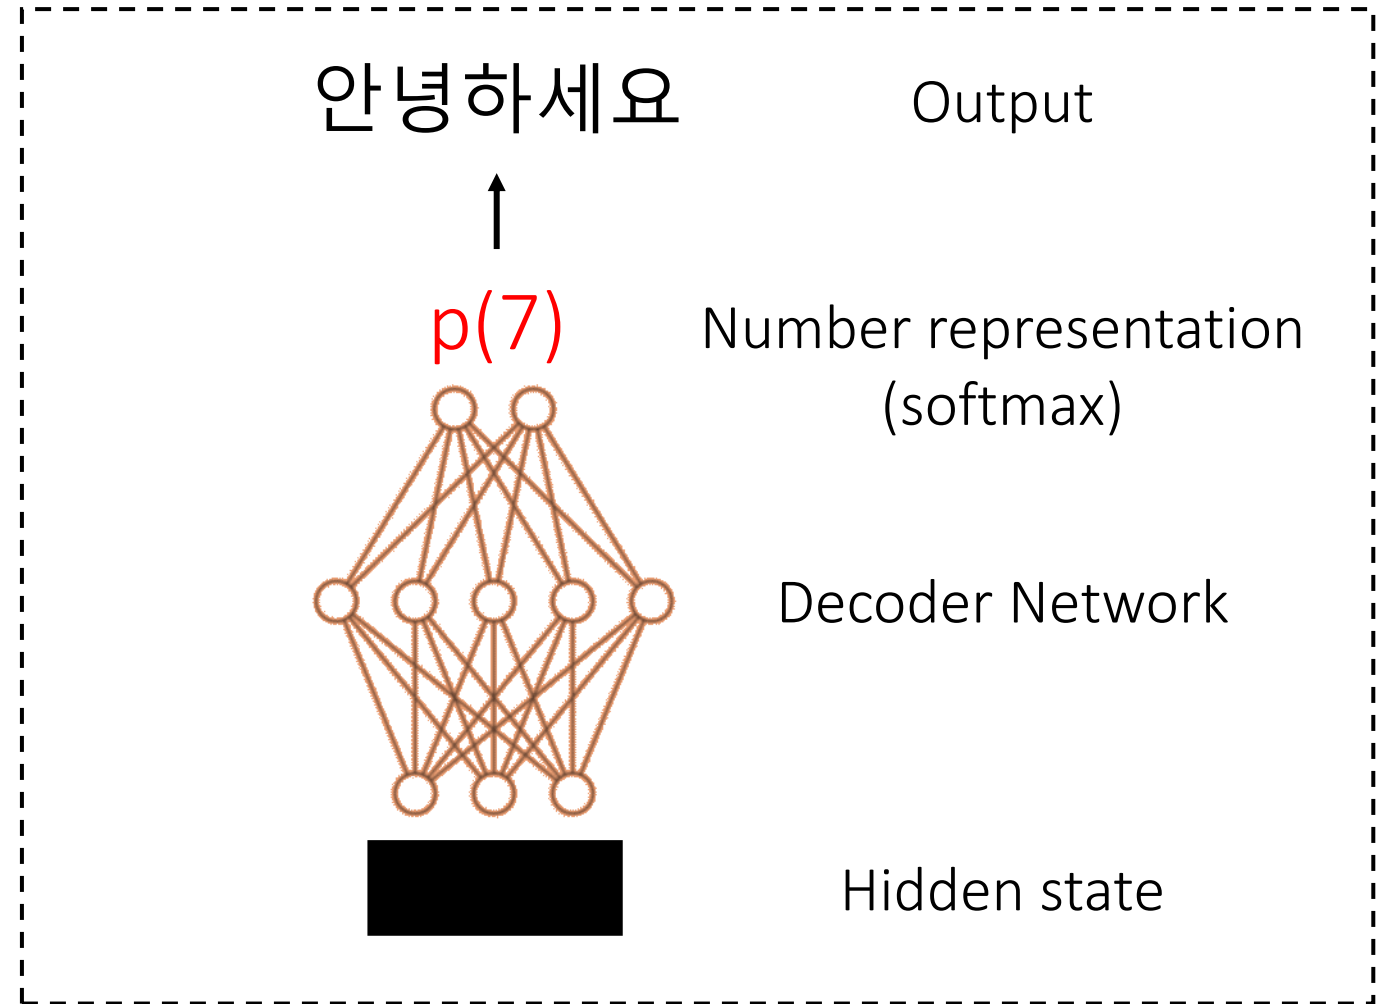 안녕하세요 Output
p(7) Number representation
(softmax)
Decoder Network
Hidden state